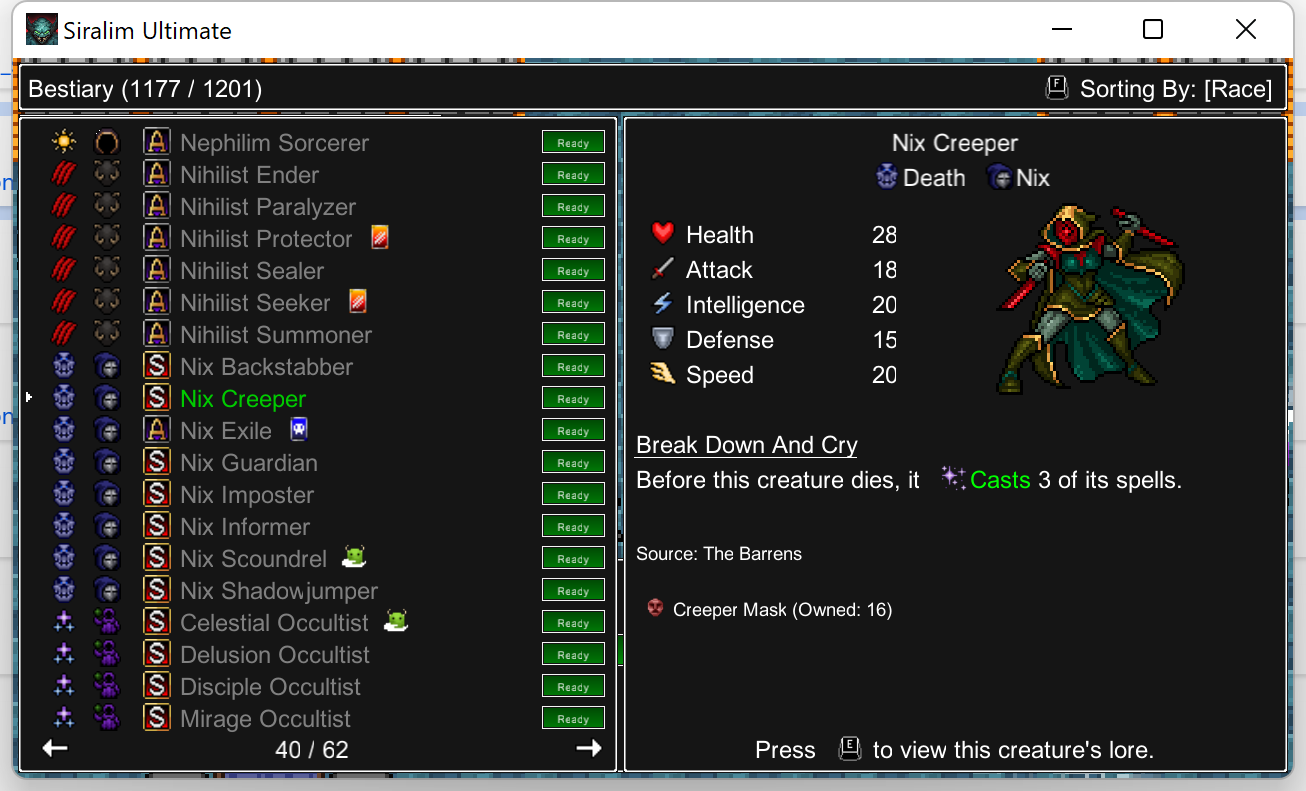 Siralim Ultimate
Bestiary (1177 / 1201)
F Sorting By: [Race]
A Nephilim Sorcerer Ready
A Nihilist Ender Ready
A Nihilist Paralyzer Ready
A Nihilist Protector Ready
A Nihilist Sealer Ready
A Nihilist Seeker Ready
A Nihilist Summoner Ready
S Nix Backstabber Ready
S Nix Creeper Ready
A Nix Exile Ready
S Nix Guardian Ready
S Nix Imposter Ready
S Nix Informer Ready
S Nix Scoundrel Ready
S Nix Shadowjumper Ready
S Celestial Occultist Ready
S Delusion Occultist Ready
S Disciple Occultist Ready
S Mirage Occultist Ready
40 / 62
Nix Creeper
Death Nix
Health 28
Attack 18
Intelligence 20
Defense 15
Speed 20
Break Down And Cry
Before this creature dies, it Casts 3 of its spells.
Source: The Barrens
Creeper Mask (Owned: 16)
Press E to view this creature's lore.